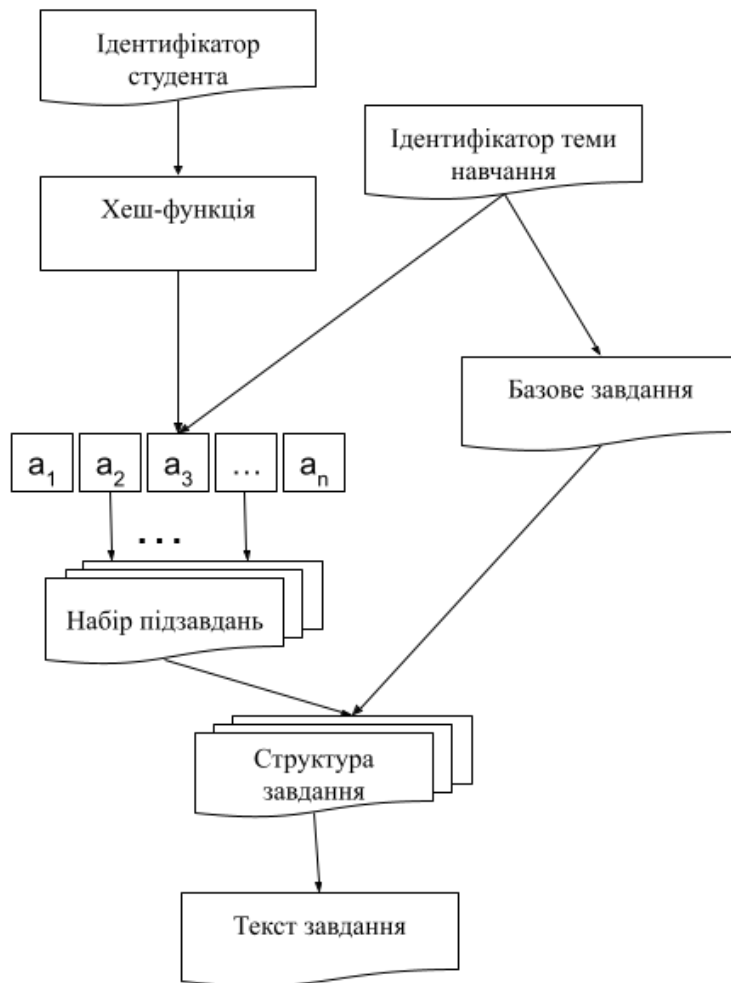 Ідентифікатор
студента
Ідентифікатор теми
навчання
Хеш-функція
Базове завдання
a1 a2 a3 ... an
...
Набір підзавдань
Структура
завдання
Текст завдання